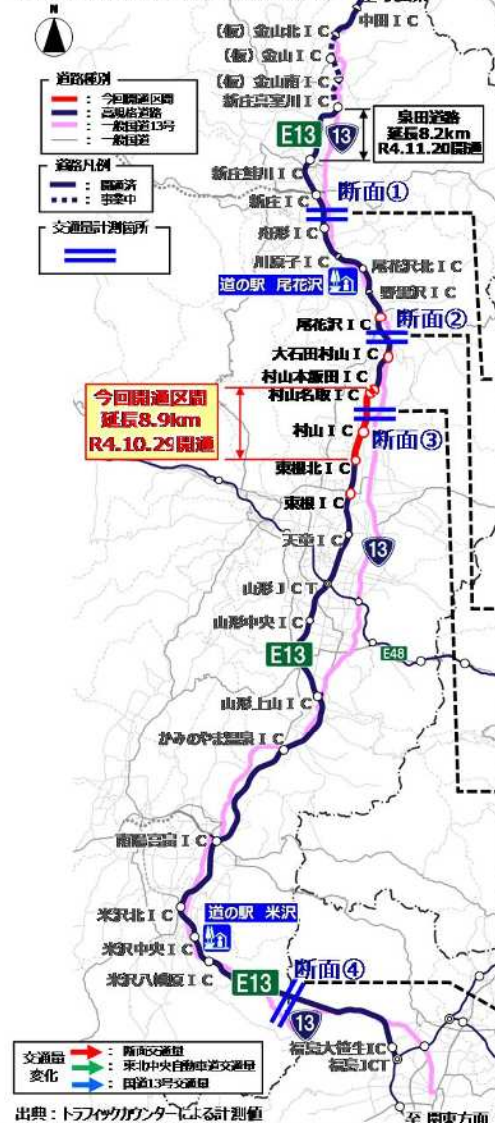 N
中田IC
(仮)金山北IC
(仮)金山IC
(仮)金山南IC
新庄真室川IC
道路種別
：今回開通区間
：高規格道路
：一般国道13号
：一般国道
道路凡例
：開通済
：事業中
交通量計測箇所
E13
13
泉田道路
延長8.2km
R4.11.20開通
新庄鮭川IC
新庄IC
断面①
舟形IC
川原子IC
尾花沢北IC
道の駅 尾花沢
野黒沢IC
尾花沢IC
断面②
大石田村山IC
村山本飯田IC
村山名取IC
今回開通区間
延長8.9km
R4.10.29開通
村山IC
断面③
東根北IC
東根IC
天童IC
13
山形JCT
山形中央IC
E13
E48
山形上山IC
かみのやま温泉IC
南陽高畠IC
米沢北IC
道の駅 米沢
米沢中央IC
米沢八幡原IC
E13
断面④
13
福島大笹生IC
福島JCT
交通量
変化
：断面交通量
：東北中央自動車道交通量
：国道13号交通量
出典：トラフィックカウンターによる計測値
至 関東方面